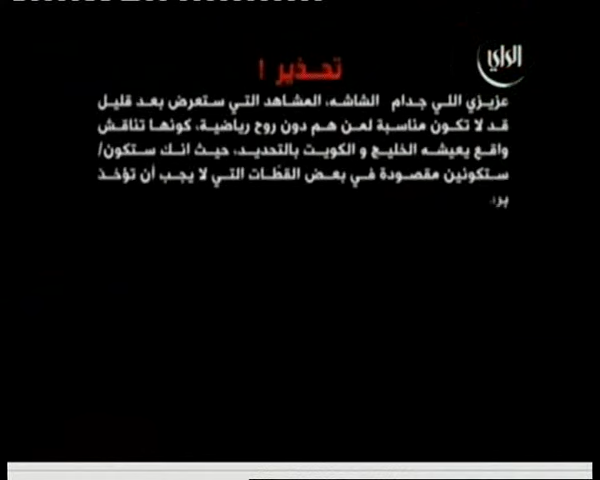 الراي
تحذير !
عزيزي اللي جدام الشاشه، المشاهد التي ستعرض بعد قليل
قد لا تكون مناسبة لمن هم دون روح رياضية، كونها تناقش
واقع يعيشه الخليج و الكويت بالتحديد، حيث انك ستكون/
ستكونين مقصودة في بعض القظات التي لا يجب أن تؤخذ